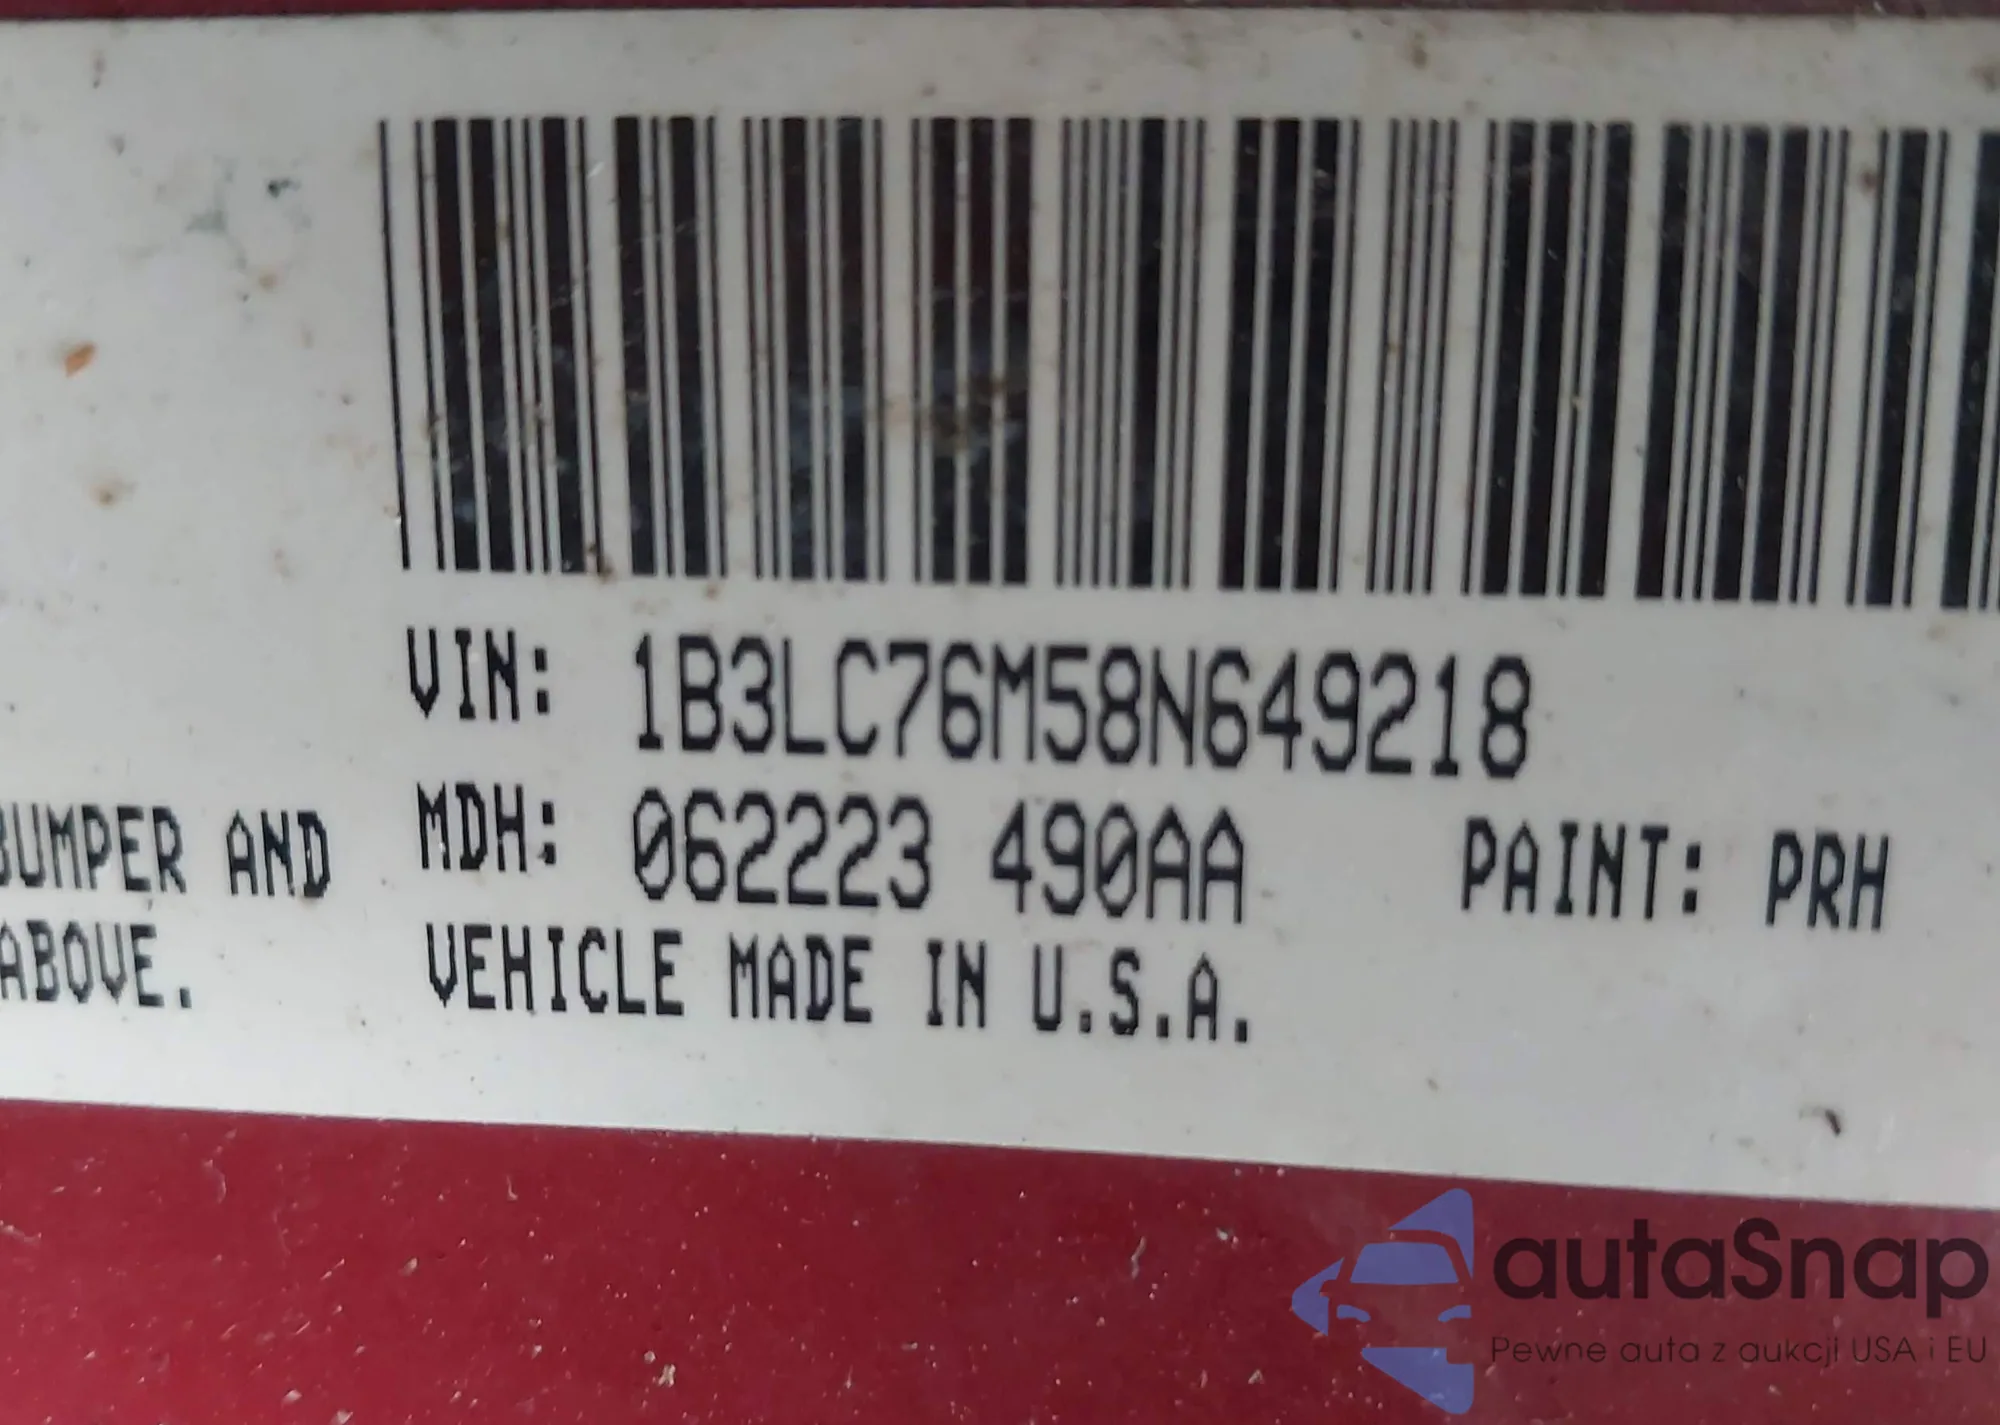 VIN: 1B3LC76M58N649218
BUMPER AND MDH: 062223 490AA PAINT: PRH
ABOVE. VEHICLE MADE IN U.S.A.
autaSnap
Pewne auta z aukcji USA i EU